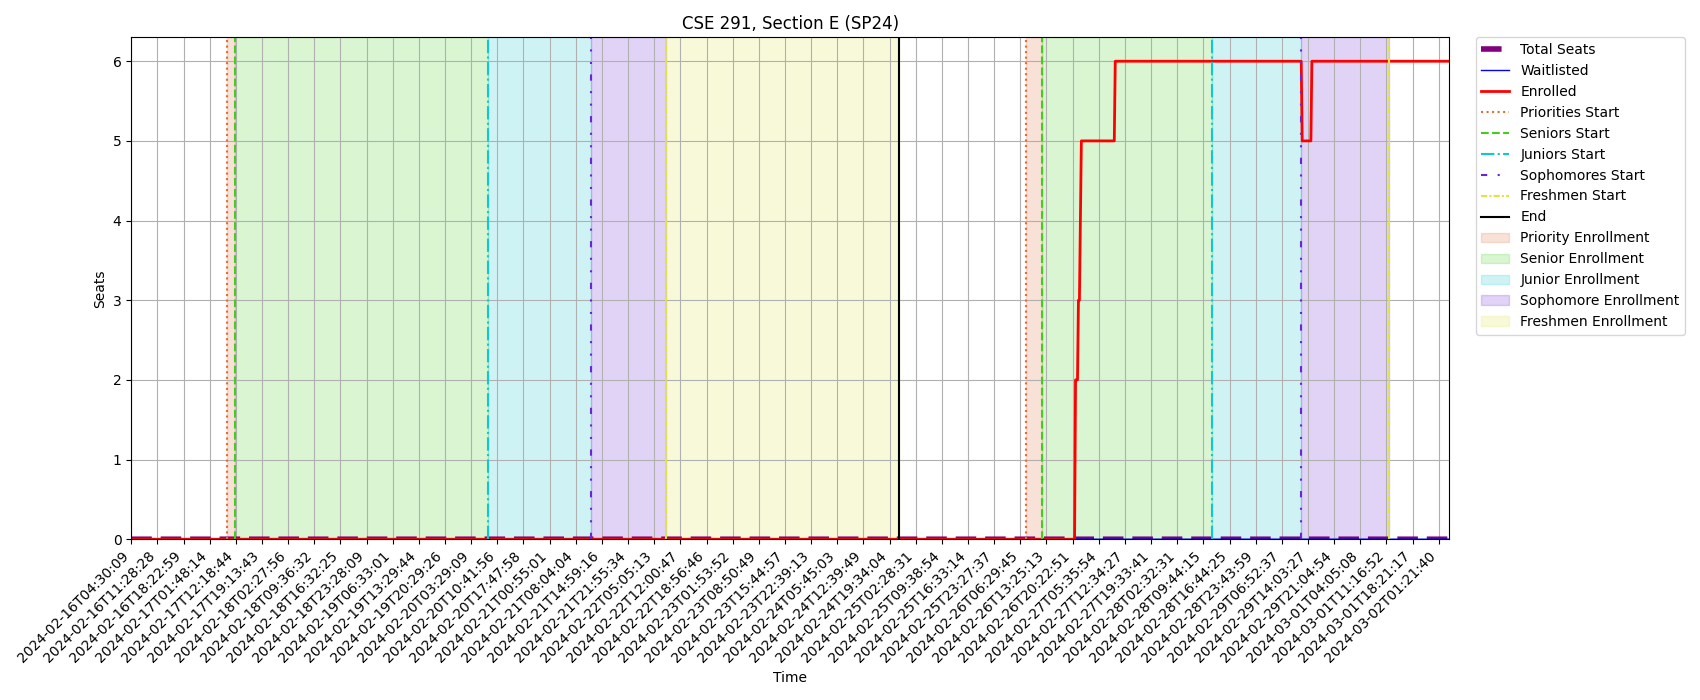 CSE 291, Section E (SP24)
Seats
6
5
4
3
2
1
0
Total Seats
Waitlisted
Enrolled
Priorities Start
Seniors Start
Juniors Start
Sophomores Start
Freshmen Start
End
Priority Enrollment
Senior Enrollment
Junior Enrollment
Sophomore Enrollment
Freshmen Enrollment
2024-02-16T04:30:09
2024-02-16T11:28:28
2024-02-16T18:22:59
2024-02-17T01:48:14
2024-02-17T12:18:44
2024-02-17T19:13:43
2024-02-18T02:27:56
2024-02-18T09:36:32
2024-02-18T16:32:25
2024-02-18T23:28:09
2024-02-19T06:33:01
2024-02-19T13:29:44
2024-02-19T20:29:26
2024-02-20T03:29:09
2024-02-20T10:41:56
2024-02-20T17:47:58
2024-02-21T00:55:01
2024-02-21T08:04:04
2024-02-21T14:59:16
2024-02-21T21:55:34
2024-02-22T05:05:13
2024-02-22T12:00:47
2024-02-22T18:56:46
2024-02-23T01:53:52
2024-02-23T08:50:49
2024-02-23T15:44:57
2024-02-23T22:39:13
2024-02-24T05:45:03
2024-02-24T12:39:49
2024-02-24T19:34:04
2024-02-25T02:28:31
2024-02-25T09:38:54
2024-02-25T16:33:14
2024-02-25T23:27:37
2024-02-26T06:29:45
2024-02-26T13:25:13
2024-02-26T20:22:51
2024-02-27T05:35:54
2024-02-27T12:34:27
2024-02-27T19:33:41
2024-02-28T02:32:31
2024-02-28T09:44:15
2024-02-28T16:44:25
2024-02-28T23:43:59
2024-02-29T06:52:37
2024-02-29T14:03:27
2024-02-29T21:04:54
2024-03-01T04:05:08
2024-03-01T11:16:52
2024-03-01T18:21:17
2024-03-02T01:21:40
Time